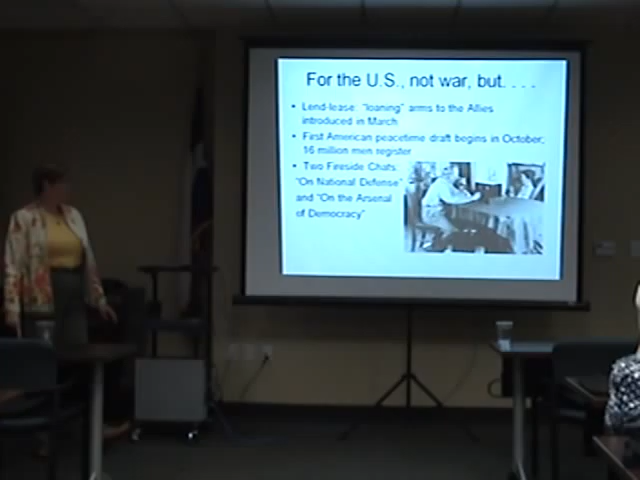 For the U.S., not war, but. . . .
• Lend-lease: "loaning" arms to the Allies
introduced in March
• First American peacetime draft begins in October;
16 million men register
• Two Fireside Chats:
"On National Defense"
and "On the Arsenal
of Democracy"